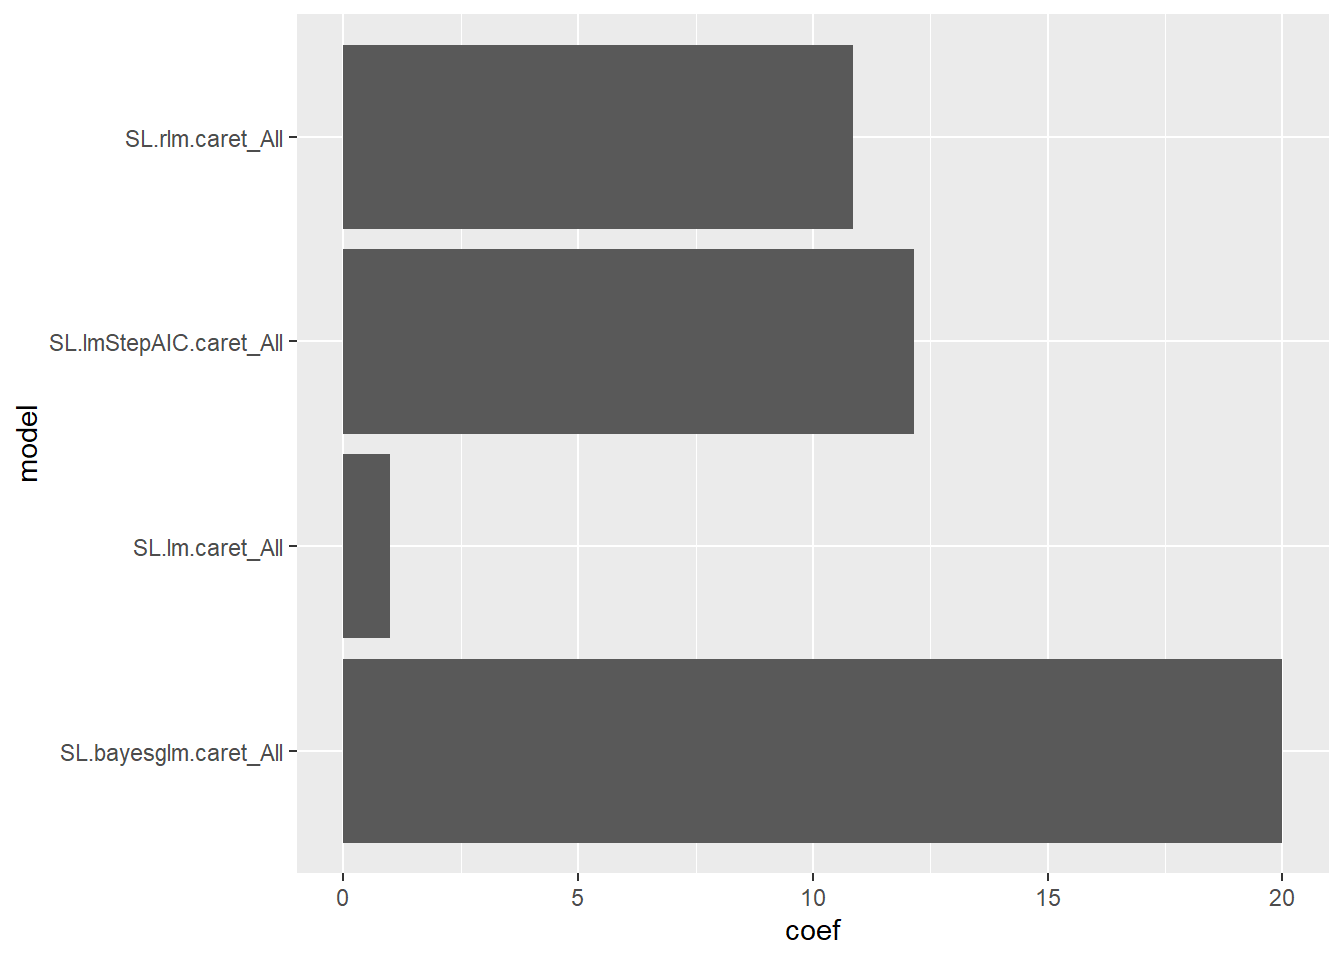 SL.rlm.caret_All
SL.lmStepAIC.caret_All
SL.lm.caret_All
SL.bayesglm.caret_All
model
0 5 10 15 20
coef